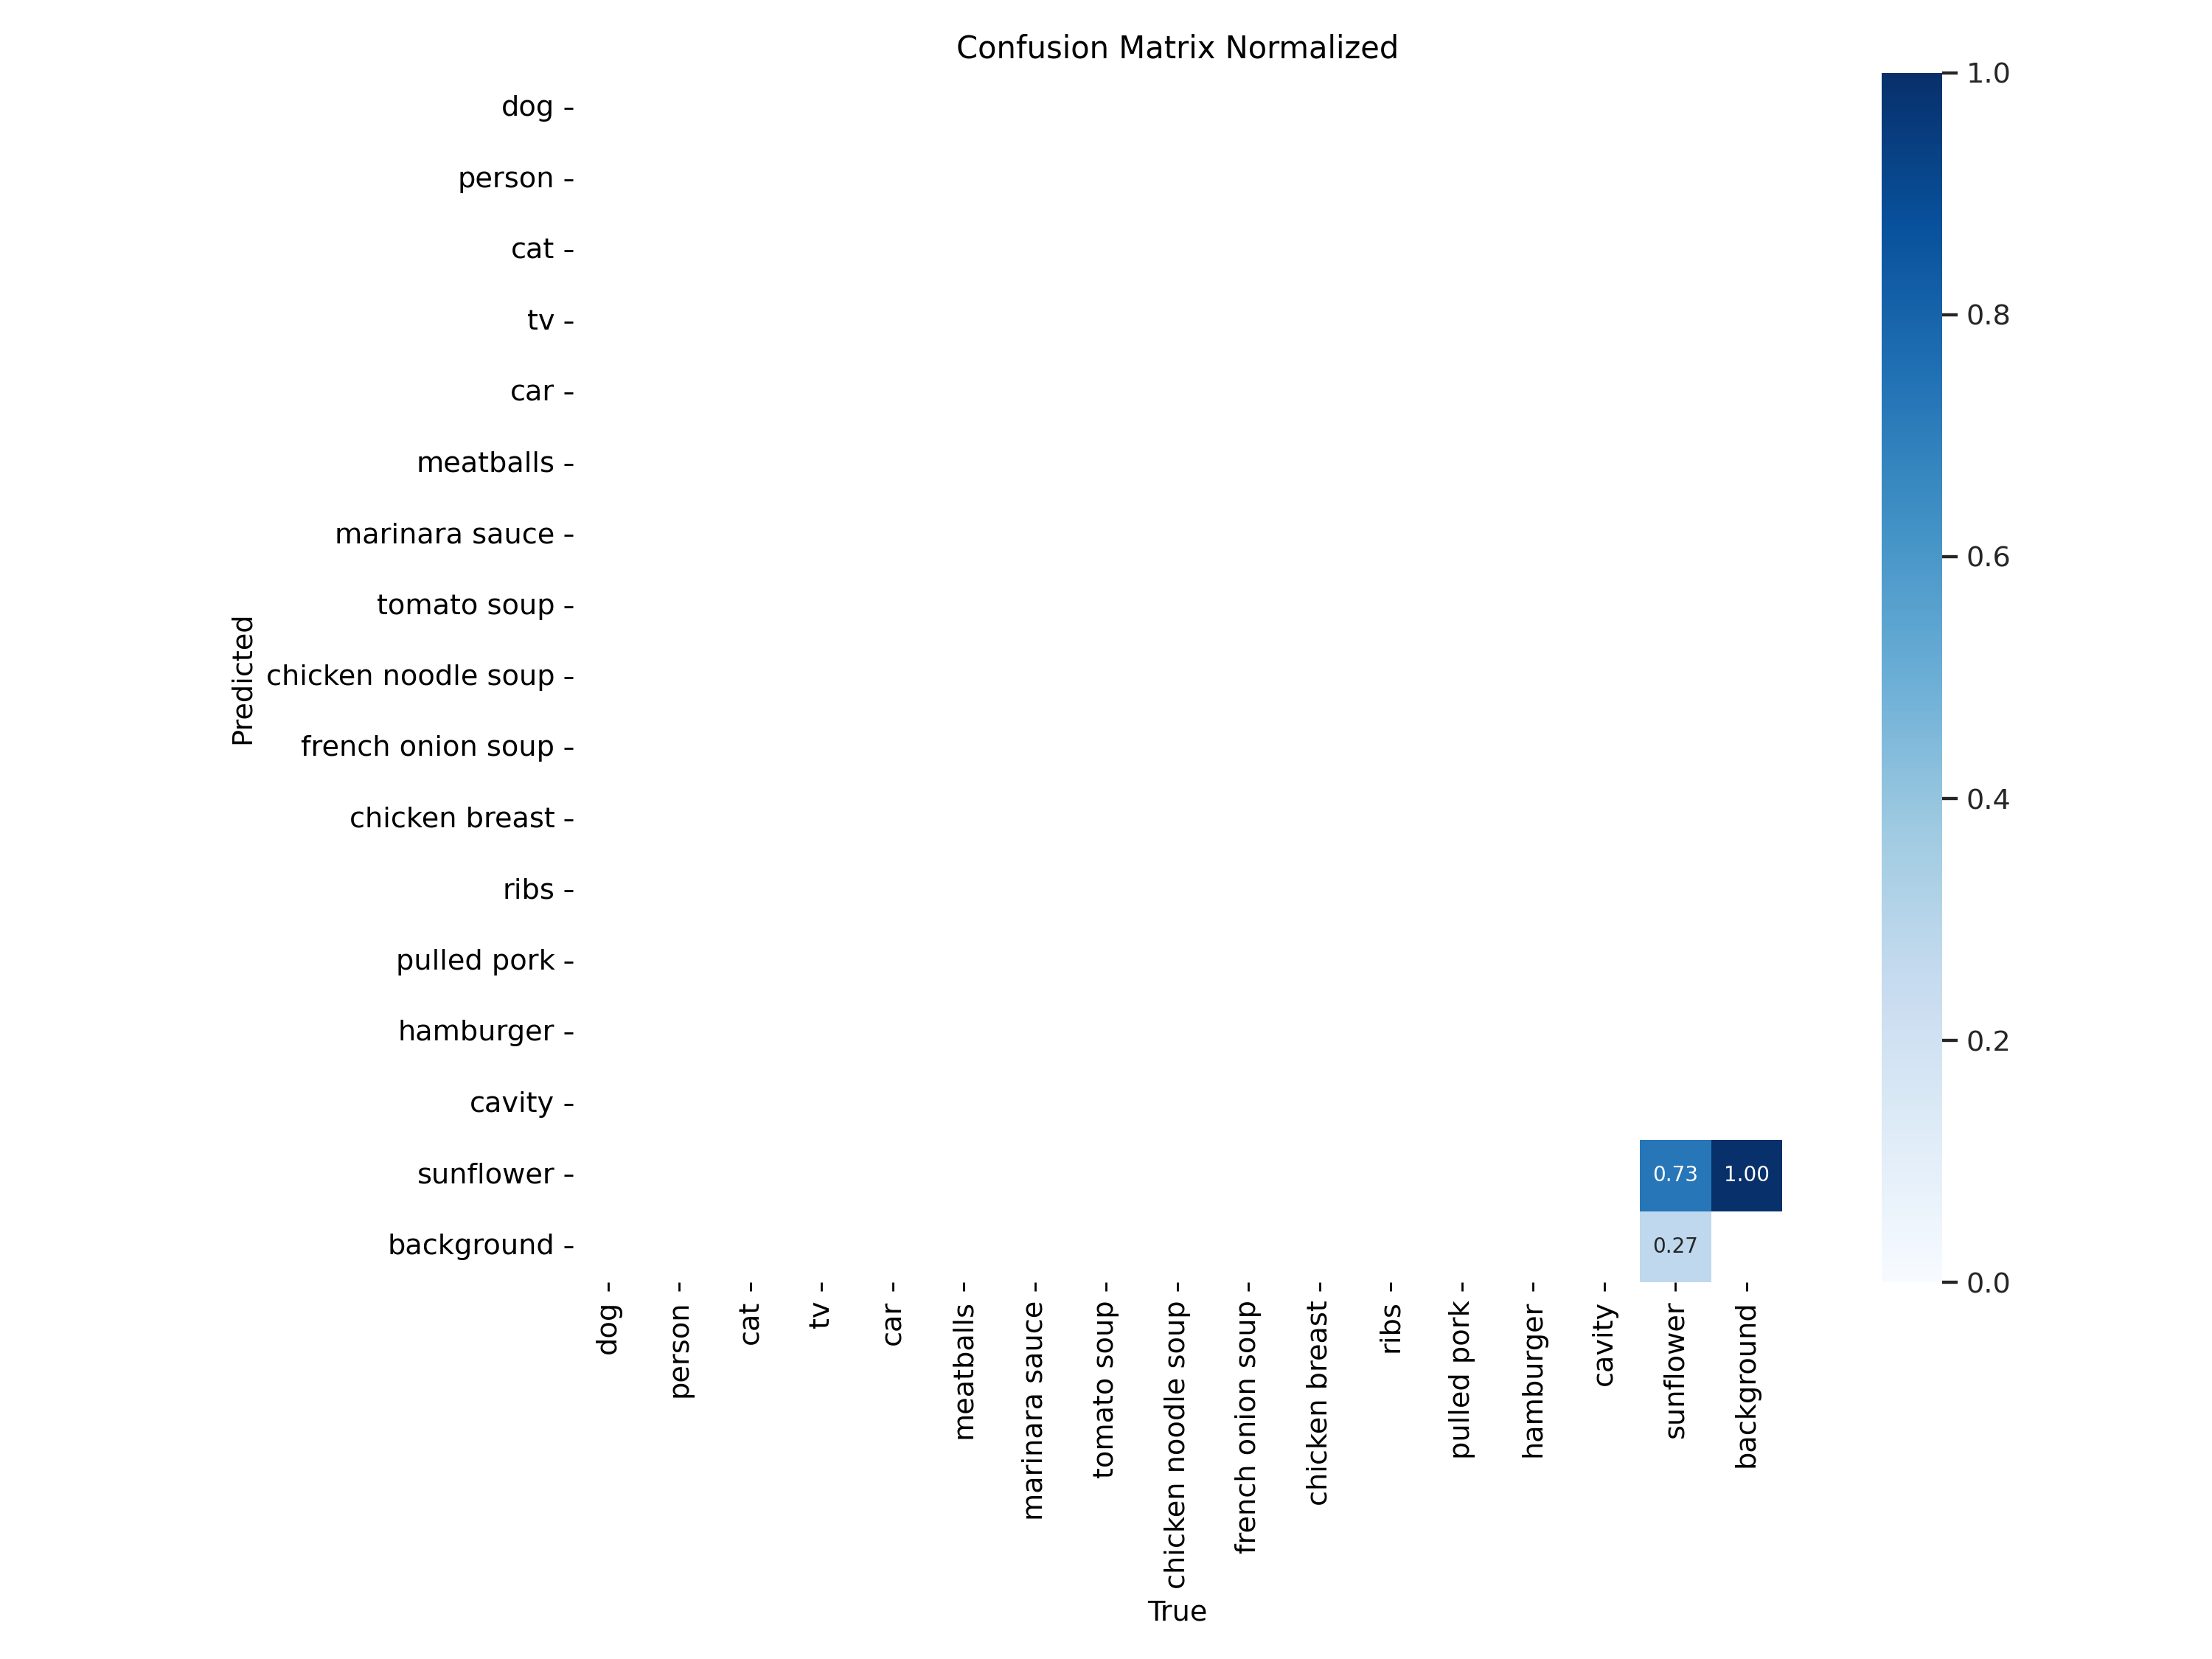 Confusion Matrix Normalized
dog
person
cat
tv
car
meatballs
marinara sauce
tomato soup
chicken noodle soup
french onion soup
chicken breast
ribs
pulled pork
hamburger
cavity
sunflower
background
Predicted
0.73 1.00
0.27
dog
person
cat
tv
car
meatballs
marinara sauce
tomato soup
chicken noodle soup
french onion soup
chicken breast
ribs
pulled pork
hamburger
cavity
sunflower
background
True
1.0
0.8
0.6
0.4
0.2
0.0